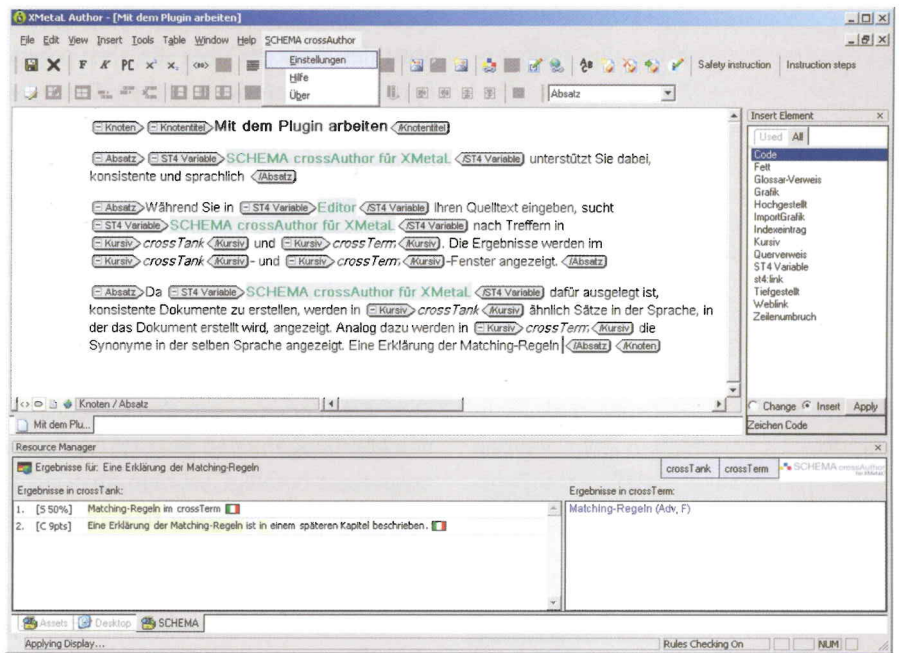 XMetaL Author - [Mit dem Plugin arbeiten]
File Edit View Insert Tools Table Window Help SCHEMA crossAuthor
Einstellungen
Hilfe
Über
F K PC x² x₂ Safety instruction Instruction steps
Absatz
Knoten Knotentitel Mit dem Plugin arbeiten /Knotentitel
Absatz ST4 Variable SCHEMA crossAuthor für XMetaL /ST4 Variable unterstützt Sie dabei,
konsistente und sprachlich /Absatz
Absatz Während Sie in ST4 Variable Editor /ST4 Variable Ihren Quelltext eingeben, sucht
ST4 Variable SCHEMA crossAuthor für XMetaL /ST4 Variable nach Treffern in
Kursiv crossTank /Kursiv und Kursiv crossTerm /Kursiv. Die Ergebnisse werden im
Kursiv crossTank /Kursiv- und Kursiv crossTerm /Kursiv-Fenster angezeigt. /Absatz
Absatz Da ST4 Variable SCHEMA crossAuthor für XMetaL /ST4 Variable dafür ausgelegt ist,
konsistente Dokumente zu erstellen, werden in Kursiv crossTank /Kursiv ähnlich Sätze in der Sprache, in
der das Dokument erstellt wird, angezeigt. Analog dazu werden in Kursiv crossTerm /Kursiv die
Synonyme in der selben Sprache angezeigt. Eine Erklärung der Matching-Regeln /Absatz /Knoten
Knoten / Absatz
Mit dem Plu...
Insert Element
Used All
Code
Fett
Glossar-Verweis
Grafik
Hochgestellt
ImportGrafik
Indexeintrag
Kursiv
Querverweis
ST4 Variable
st4:link
Tiefgestellt
Weblink
Zeilenumbruch
Change Insert Apply
Zeichen Code
Resource Manager
Ergebnisse für: Eine Erklärung der Matching-Regeln
crossTank crossTerm SCHEMA crossAuthor
for XMetaL
Ergebnisse in crossTank:
1. [S 50%] Matching-Regeln im crossTerm
2. [C 9pts] Eine Erklärung der Matching-Regeln ist in einem späteren Kapitel beschrieben.
Ergebnisse in crossTerm:
Matching-Regeln (Adv, F)
Assets Desktop SCHEMA
Applying Display... Rules Checking On NUM